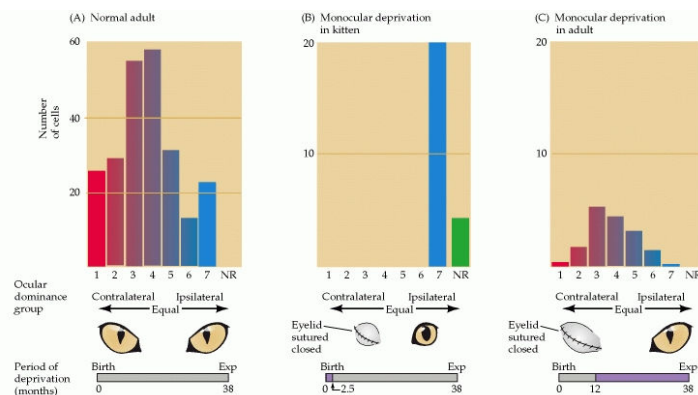 (A) Normal adult
60
40
20
Number
of cells
1 2 3 4 5 6 7 NR
Ocular
dominance
group
Contralateral Ipsilateral
Equal
Period of
deprivation
(months)
Birth Exp
0 38
(B) Monocular deprivation
in kitten
20
10
1 2 3 4 5 6 7 NR
Contralateral Ipsilateral
Equal
Eyelid
sutured
closed
Birth Exp
0 2.5 38
(C) Monocular deprivation
in adult
20
10
1 2 3 4 5 6 7 NR
Contralateral Ipsilateral
Equal
Eyelid
sutured
closed
Birth Exp
0 12 38